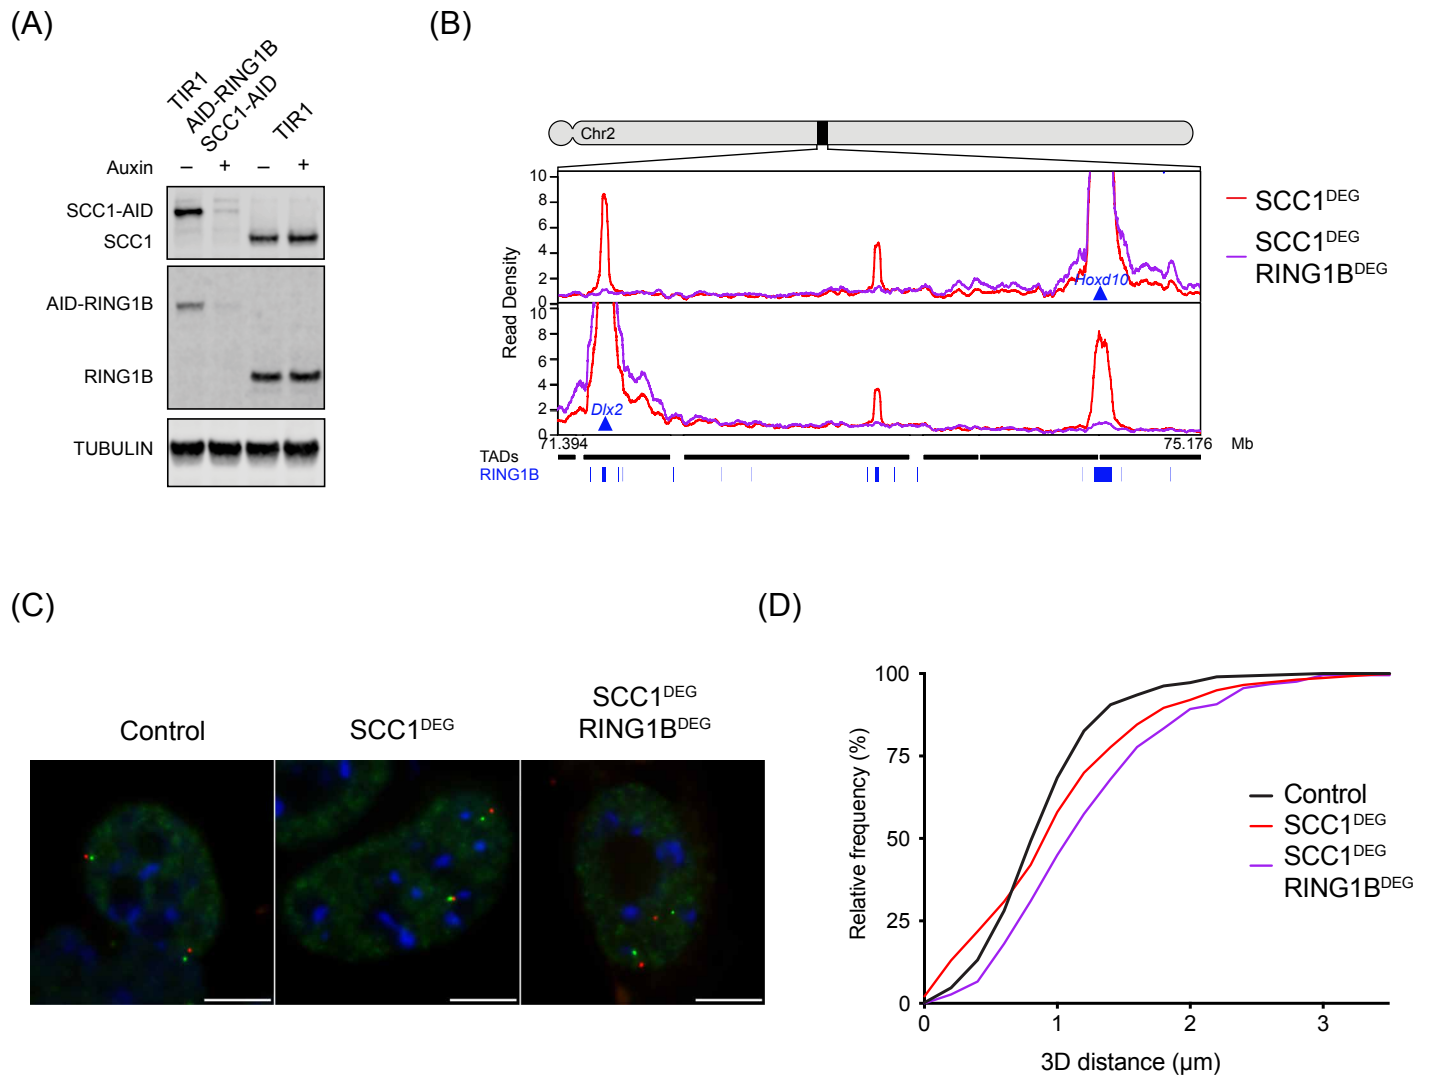 (A)
TIR1
AID-RING1B
SCC1-AID
TIR1
Auxin – + – +
SCC1-AID
SCC1
AID-RING1B
RING1B
TUBULIN
(B)
Chr2
Read Density
10
8
6
4
2
0
Hoxd10
10
8
6
4
2
0
Dlx2
71.394 75.176 Mb
TADs
RING1B
SCC1DEG
SCC1DEG
RING1BDEG
(C)
Control
SCC1DEG
SCC1DEG
RING1BDEG
(D)
Relative frequency (%)
100
75
50
25
0
0 1 2 3
3D distance (µm)
Control
SCC1DEG
SCC1DEG
RING1BDEG